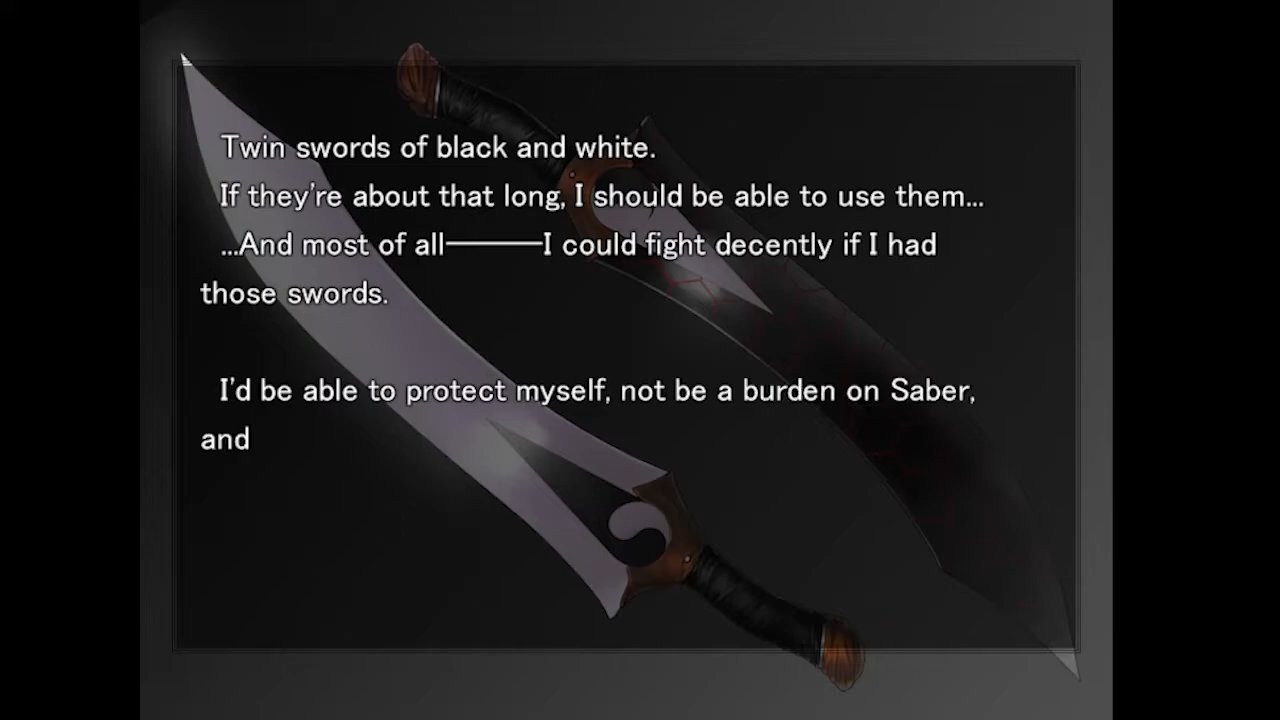 Twin swords of black and white.
If they're about that long, I should be able to use them...
...And most of all────I could fight decently if I had
those swords.
I'd be able to protect myself, not be a burden on Saber,
and